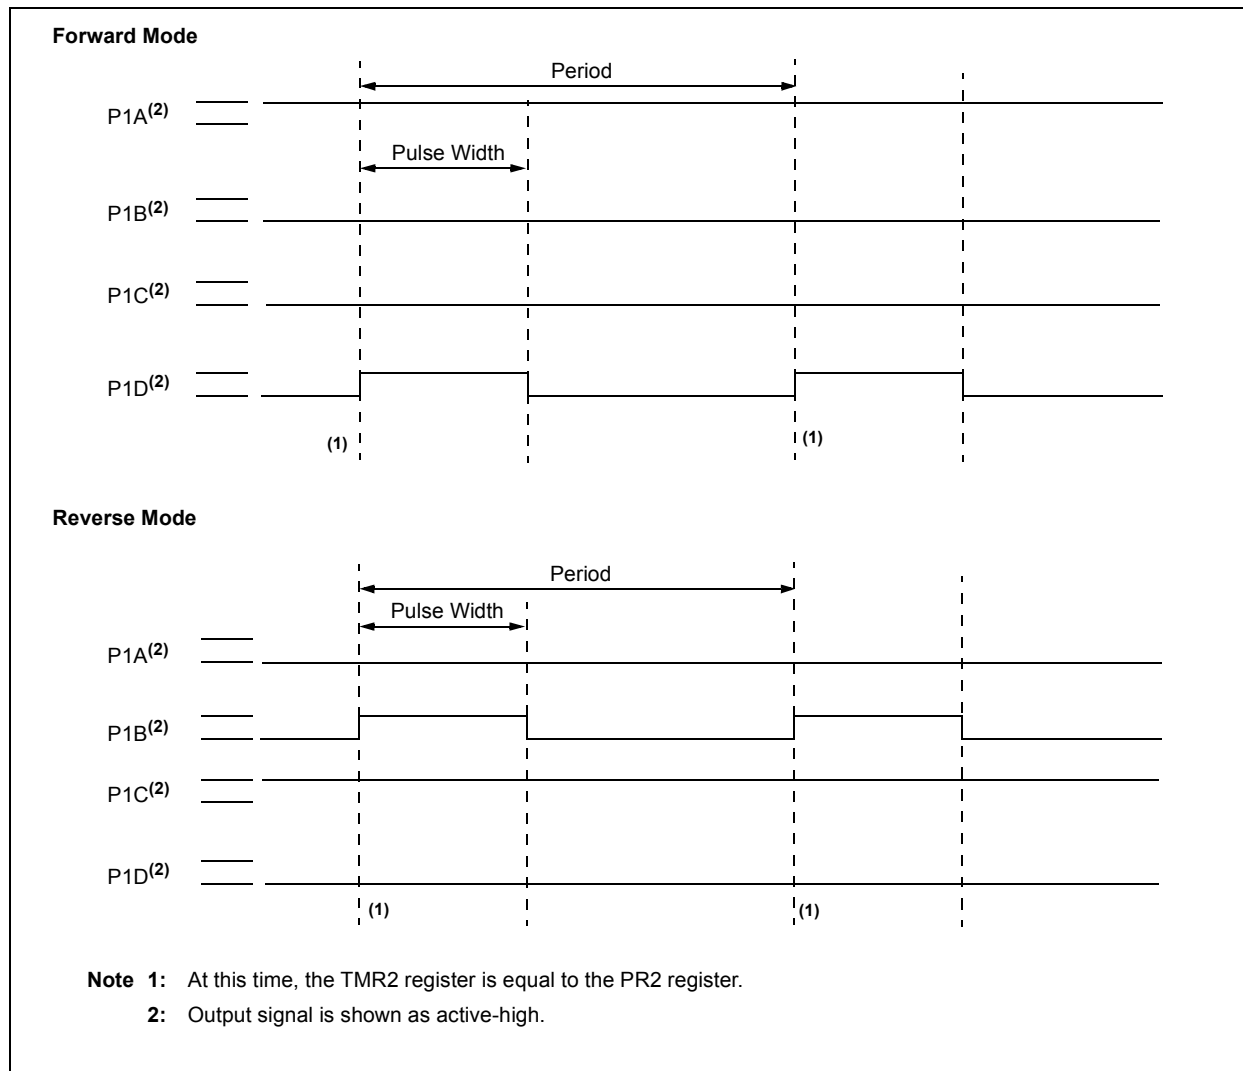 Forward Mode
Period
P1A(2)
Pulse Width
P1B(2)
P1C(2)
P1D(2)
(1) (1)
Reverse Mode
Period
Pulse Width
P1A(2)
P1B(2)
P1C(2)
P1D(2)
(1) (1)
Note 1: At this time, the TMR2 register is equal to the PR2 register.
2: Output signal is shown as active-high.